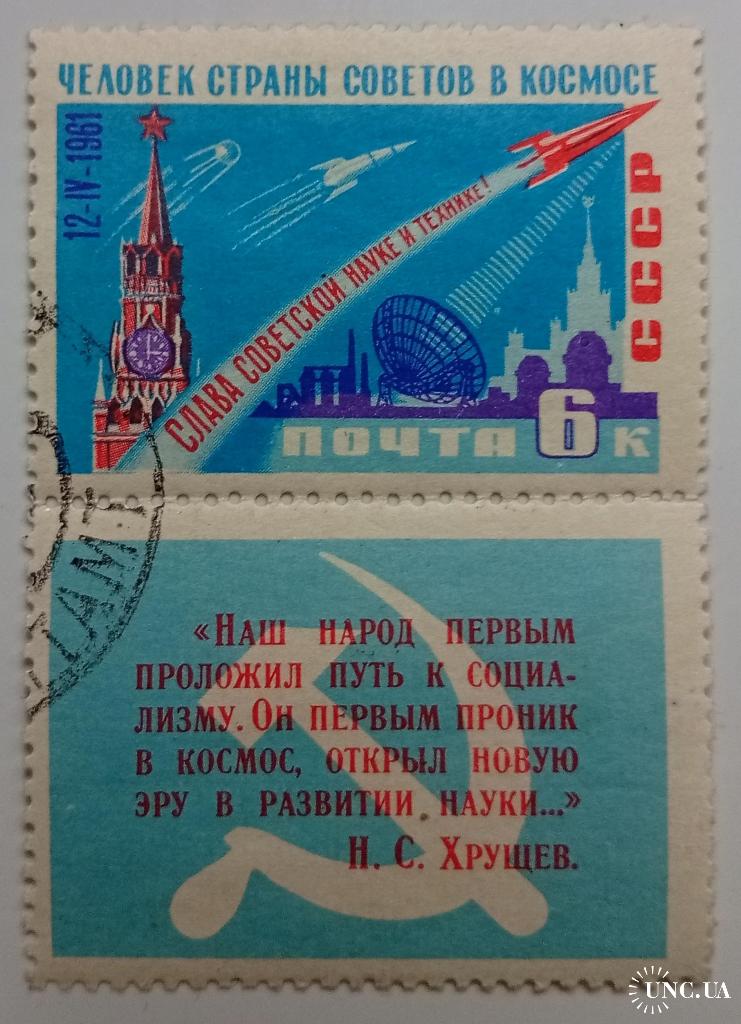 ЧЕЛОВЕК СТРАНЫ СОВЕТОВ В КОСМОСЕ
12-IV-1961
СЛАВА СОВЕТСКОЙ НАУКЕ И ТЕХНИКЕ!
СССР
ПОЧТА 6 К
«НАШ НАРОД ПЕРВЫМ
ПРОЛОЖИЛ ПУТЬ К СОЦИА-
ЛИЗМУ. ОН ПЕРВЫМ ПРОНИК
В КОСМОС, ОТКРЫЛ НОВУЮ
ЭРУ В РАЗВИТИИ НАУКИ...»
Н. С. ХРУЩЕВ.
UNC.UA